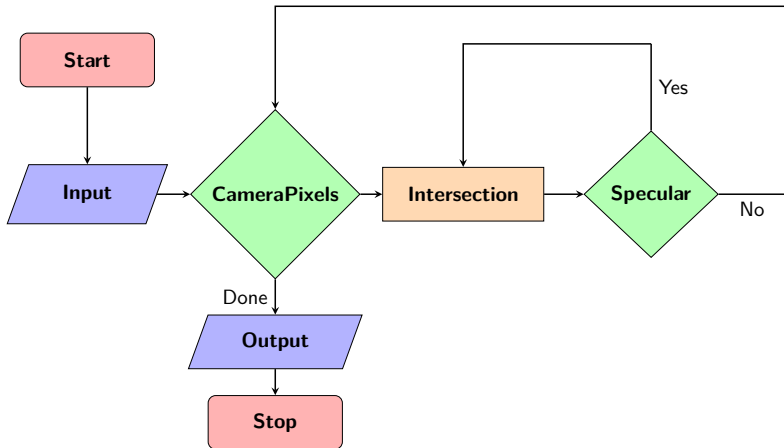 Start
Yes
Input
CameraPixels
Intersection
Specular
No
Done
Output
Stop